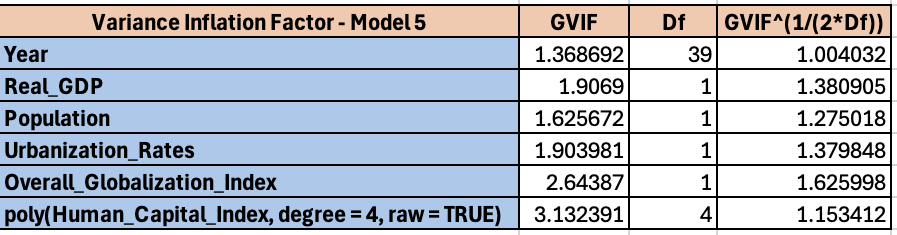 Variance Inflation Factor - Model 5 GVIF Df GVIF^(1/(2*Df))
Year 1.368692 39 1.004032
Real_GDP 1.9069 1 1.380905
Population 1.625672 1 1.275018
Urbanization_Rates 1.903981 1 1.379848
Overall_Globalization_Index 2.64387 1 1.625998
poly(Human_Capital_Index, degree = 4, raw = TRUE) 3.132391 4 1.153412